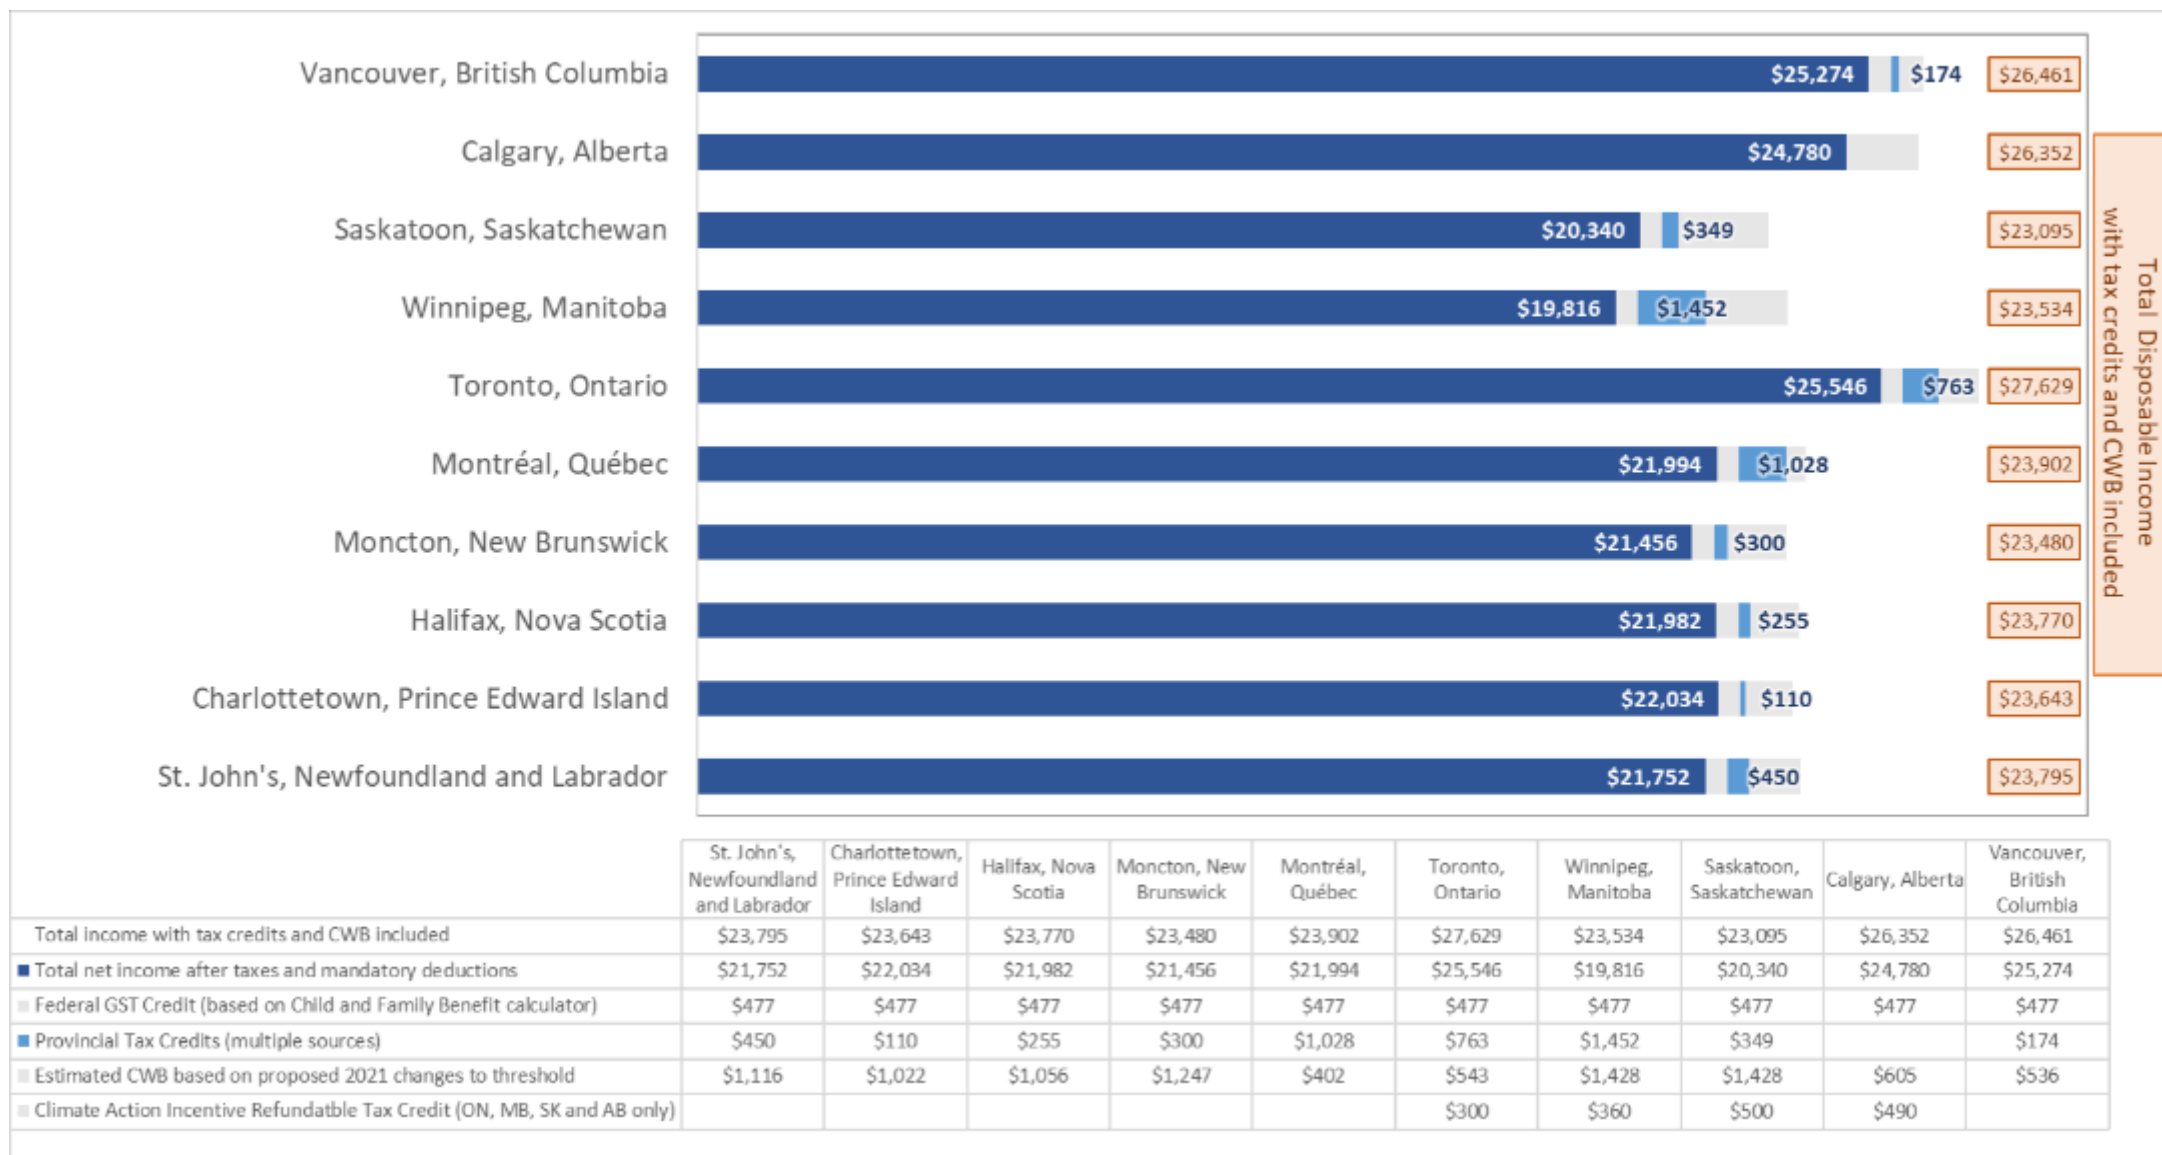 Vancouver, British Columbia $25,274 $174 $26,461
Calgary, Alberta $24,780 $26,352
Saskatoon, Saskatchewan $20,340 $349 $23,095
Winnipeg, Manitoba $19,816 $1,452 $23,534
Toronto, Ontario $25,546 $763 $27,629
Montréal, Québec $21,994 $1,028 $23,902
Moncton, New Brunswick $21,456 $300 $23,480
Halifax, Nova Scotia $21,982 $255 $23,770
Charlottetown, Prince Edward Island $22,034 $110 $23,643
St. John's, Newfoundland and Labrador $21,752 $450 $23,795
Total Disposable Income
with tax credits and CWB included
St. John's, Newfoundland and Labrador Charlottetown, Prince Edward Island Halifax, Nova Scotia Moncton, New Brunswick Montréal, Québec Toronto, Ontario Winnipeg, Manitoba Saskatoon, Saskatchewan Calgary, Alberta Vancouver, British Columbia
Total income with tax credits and CWB included $23,795 $23,643 $23,770 $23,480 $23,902 $27,629 $23,534 $23,095 $26,352 $26,461
Total net income after taxes and mandatory deductions $21,752 $22,034 $21,982 $21,456 $21,994 $25,546 $19,816 $20,340 $24,780 $25,274
Federal GST Credit (based on Child and Family Benefit calculator) $477 $477 $477 $477 $477 $477 $477 $477 $477 $477
Provincial Tax Credits (multiple sources) $450 $110 $255 $300 $1,028 $763 $1,452 $349 $174
Estimated CWB based on proposed 2021 changes to threshold $1,116 $1,022 $1,056 $1,247 $402 $543 $1,428 $1,428 $605 $536
Climate Action Incentive Refundatble Tax Credit (ON, MB, SK and AB only) $300 $360 $500 $490